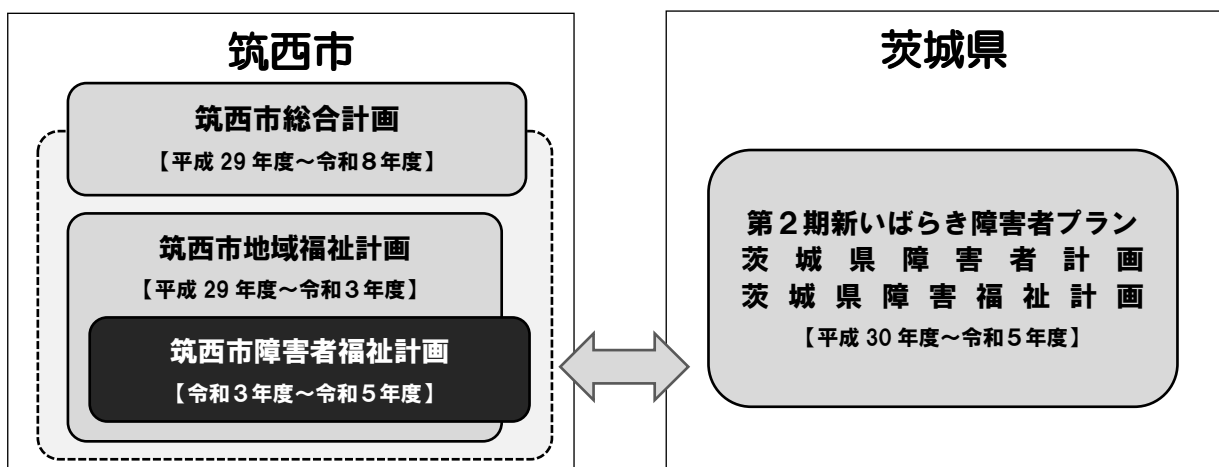 筑西市
筑西市総合計画
【平成 29 年度～令和８年度】
筑西市地域福祉計画
【平成 29 年度～令和３年度】
筑西市障害者福祉計画
【令和３年度～令和５年度】
茨城県
第２期新いばらき障害者プラン
茨城県障害者計画
茨城県障害福祉計画
【平成 30 年度～令和５年度】